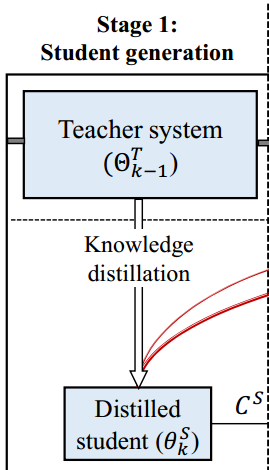 Stage 1:
Student generation
Teacher system
(Θ^T_{k−1})
Knowledge
distillation
Distilled
student (θ^S_k)
C^S